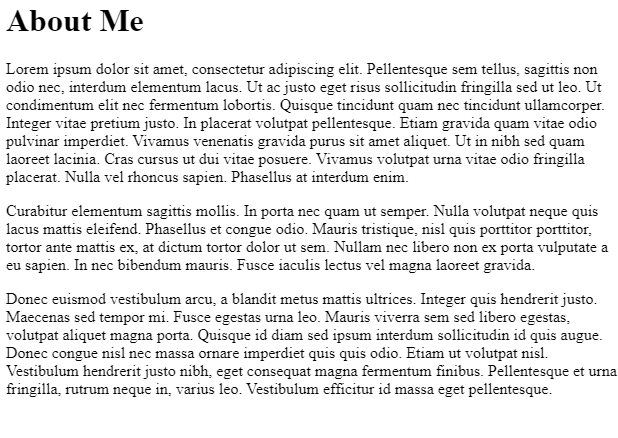 About Me
Lorem ipsum dolor sit amet, consectetur adipiscing elit. Pellentesque sem tellus, sagittis non
odio nec, interdum elementum lacus. Ut ac justo eget risus sollicitudin fringilla sed ut leo. Ut
condimentum elit nec fermentum lobortis. Quisque tincidunt quam nec tincidunt ullamcorper.
Integer vitae pretium justo. In placerat volutpat pellentesque. Etiam gravida quam vitae odio
pulvinar imperdiet. Vivamus venenatis gravida purus sit amet aliquet. Ut in nibh sed quam
laoreet lacinia. Cras cursus ut dui vitae posuere. Vivamus volutpat urna vitae odio fringilla
placerat. Nulla vel rhoncus sapien. Phasellus at interdum enim.
Curabitur elementum sagittis mollis. In porta nec quam ut semper. Nulla volutpat neque quis
lacus mattis eleifend. Phasellus et congue odio. Mauris tristique, nisl quis porttitor porttitor,
tortor ante mattis ex, at dictum tortor dolor ut sem. Nullam nec libero non ex porta vulputate a
eu sapien. In nec bibendum mauris. Fusce iaculis lectus vel magna laoreet gravida.
Donec euismod vestibulum arcu, a blandit metus mattis ultrices. Integer quis hendrerit justo.
Maecenas sed tempor mi. Fusce egestas urna leo. Mauris viverra sem sed libero egestas,
volutpat aliquet magna porta. Quisque id diam sed ipsum interdum sollicitudin id quis augue.
Donec congue nisl nec massa ornare imperdiet quis quis odio. Etiam ut volutpat nisl.
Vestibulum hendrerit justo nibh, eget consequat magna fermentum finibus. Pellentesque et urna
fringilla, rutrum neque in, varius leo. Vestibulum efficitur id massa eget pellentesque.